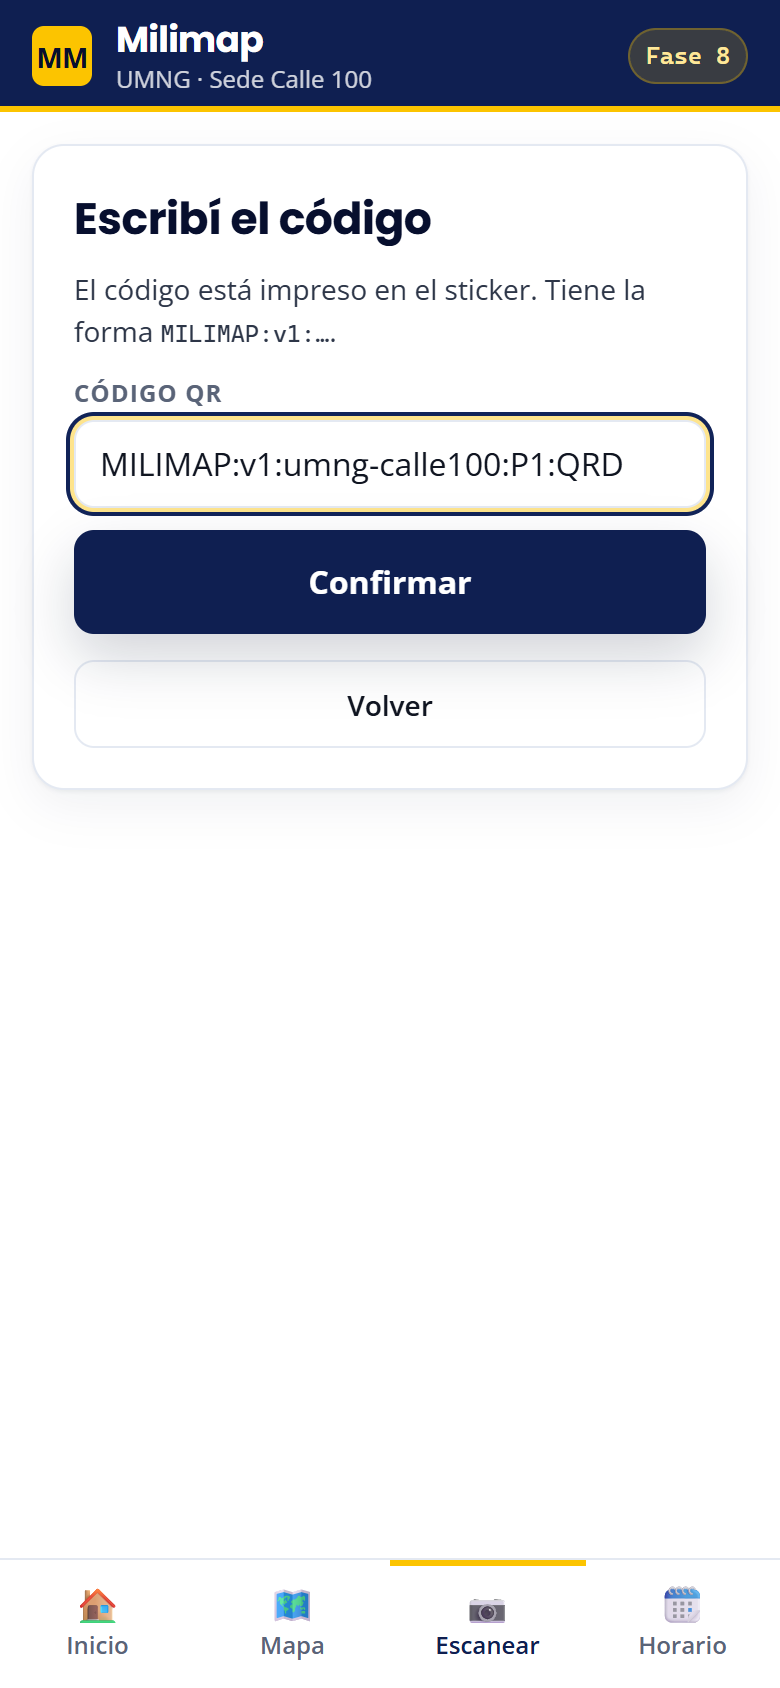 MM
Milimap
UMNG · Sede Calle 100
Fase 8
Escribí el código
El código está impreso en el sticker. Tiene la
forma MILIMAP:v1:….
CÓDIGO QR
MILIMAP:v1:umng-calle100:P1:QRD
Confirmar
Volver
Inicio
Mapa
Escanear
Horario